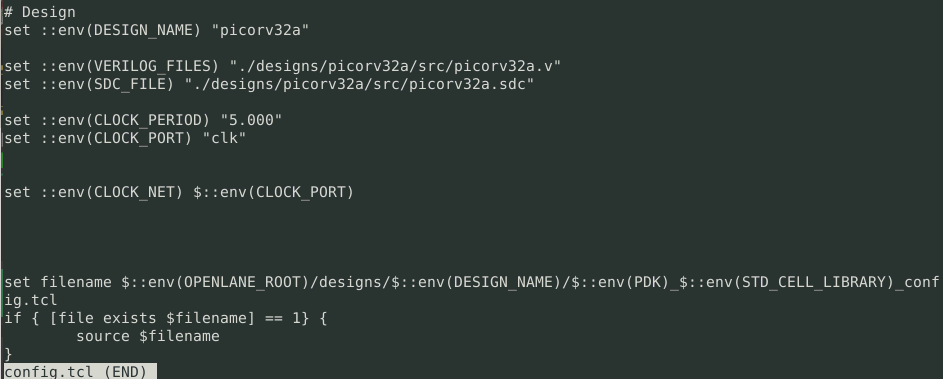 # Design
set ::env(DESIGN_NAME) "picorv32a"
set ::env(VERILOG_FILES) "./designs/picorv32a/src/picorv32a.v"
set ::env(SDC_FILE) "./designs/picorv32a/src/picorv32a.sdc"
set ::env(CLOCK_PERIOD) "5.000"
set ::env(CLOCK_PORT) "clk"
set ::env(CLOCK_NET) $::env(CLOCK_PORT)
set filename $::env(OPENLANE_ROOT)/designs/$::env(DESIGN_NAME)/$::env(PDK)_$::env(STD_CELL_LIBRARY)_conf
ig.tcl
if { [file exists $filename] == 1} {
        source $filename
}
config.tcl (END)